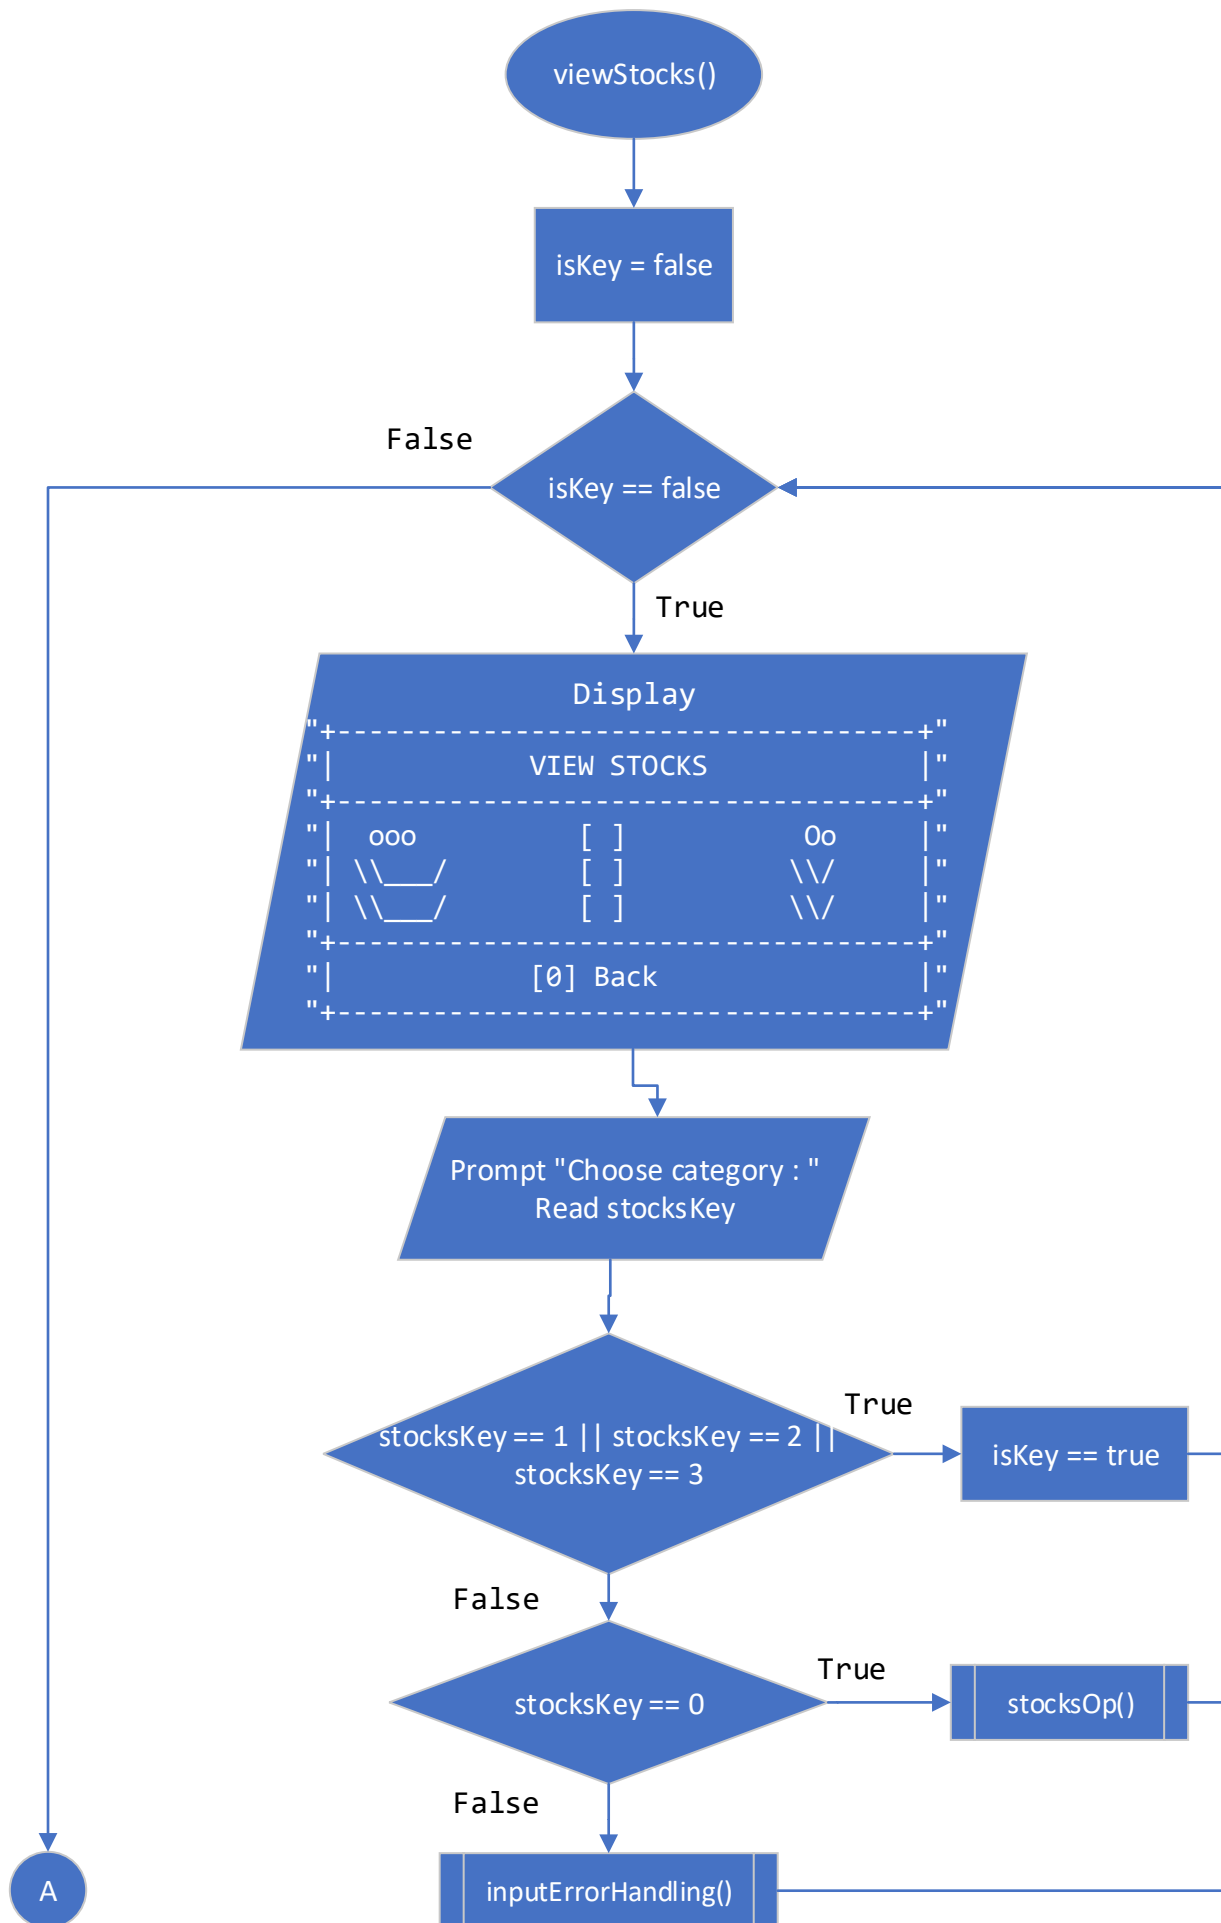 viewStocks()
isKey = false
False
isKey == false
True
Display
"+------------------------------------+"
"| VIEW STOCKS |"
"+------------------------------------+"
"| ooo [ ] Oo |"
"| \\___/ [ ] \\/ |"
"| \\___/ [ ] \\/ |"
"+------------------------------------+"
"| [0] Back |"
"+------------------------------------+"
Prompt "Choose category : "
Read stocksKey
True
stocksKey == 1 || stocksKey == 2 ||
stocksKey == 3
isKey == true
False
True
stocksKey == 0
stocksOp()
False
A
inputErrorHandling()